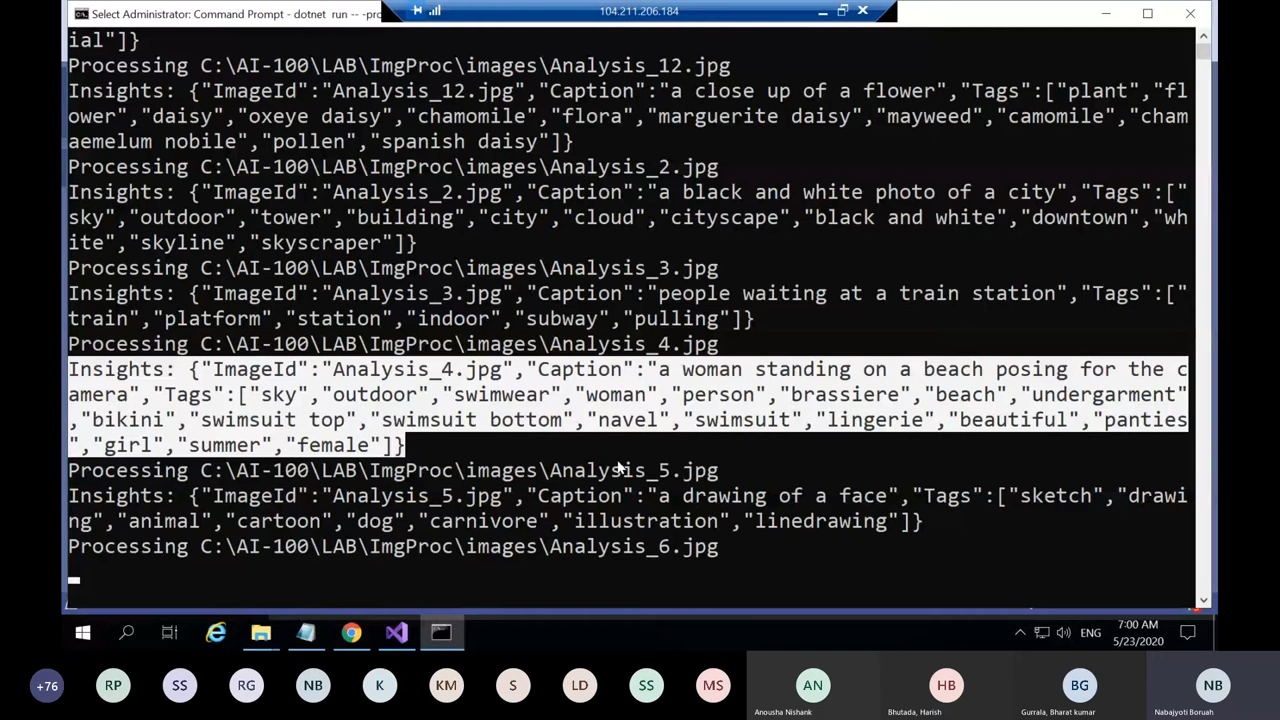 Select Administrator: Command Prompt - dotnet run -- --pro
104.211.206.184
ial"]}
Processing C:\AI-100\LAB\ImgProc\images\Analysis_12.jpg
Insights: {"ImageId":"Analysis_12.jpg","Caption":"a close up of a flower","Tags":["plant","fl
ower","daisy","oxeye daisy","chamomile","flora","marguerite daisy","mayweed","camomile","cham
aemelum nobile","pollen","spanish daisy"]}
Processing C:\AI-100\LAB\ImgProc\images\Analysis_2.jpg
Insights: {"ImageId":"Analysis_2.jpg","Caption":"a black and white photo of a city","Tags":["
sky","outdoor","tower","building","city","cloud","cityscape","black and white","downtown","wh
ite","skyline","skyscraper"]}
Processing C:\AI-100\LAB\ImgProc\images\Analysis_3.jpg
Insights: {"ImageId":"Analysis_3.jpg","Caption":"people waiting at a train station","Tags":["
train","platform","station","indoor","subway","pulling"]}
Processing C:\AI-100\LAB\ImgProc\images\Analysis_4.jpg
Insights: {"ImageId":"Analysis_4.jpg","Caption":"a woman standing on a beach posing for the c
amera","Tags":["sky","outdoor","swimwear","woman","person","brassiere","beach","undergarment"
,"bikini","swimsuit top","swimsuit bottom","navel","swimsuit","lingerie","beautiful","panties
","girl","summer","female"]}
Processing C:\AI-100\LAB\ImgProc\images\Analysis_5.jpg
Insights: {"ImageId":"Analysis_5.jpg","Caption":"a drawing of a face","Tags":["sketch","drawi
ng","animal","cartoon","dog","carnivore","illustration","linedrawing"]}
Processing C:\AI-100\LAB\ImgProc\images\Analysis_6.jpg
ENG
7:00 AM
5/23/2020
+76 RP SS RG NB K KM S LD SS MS AN HB BG NB
Anousha Nishank Bhutada, Harish Gurrala, Bharat kumar Nabajyoti Boruah